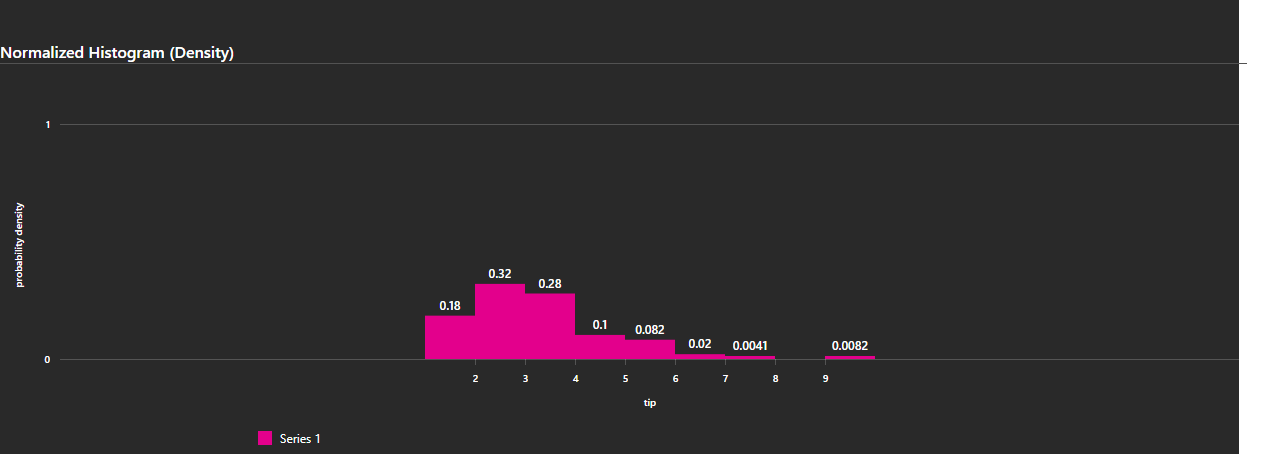 Normalized Histogram (Density)
1
probability density
0.32
0.28
0.18
0.1
0.082
0.02
0.0041
0.0082
0
2 3 4 5 6 7 8 9
tip
Series 1